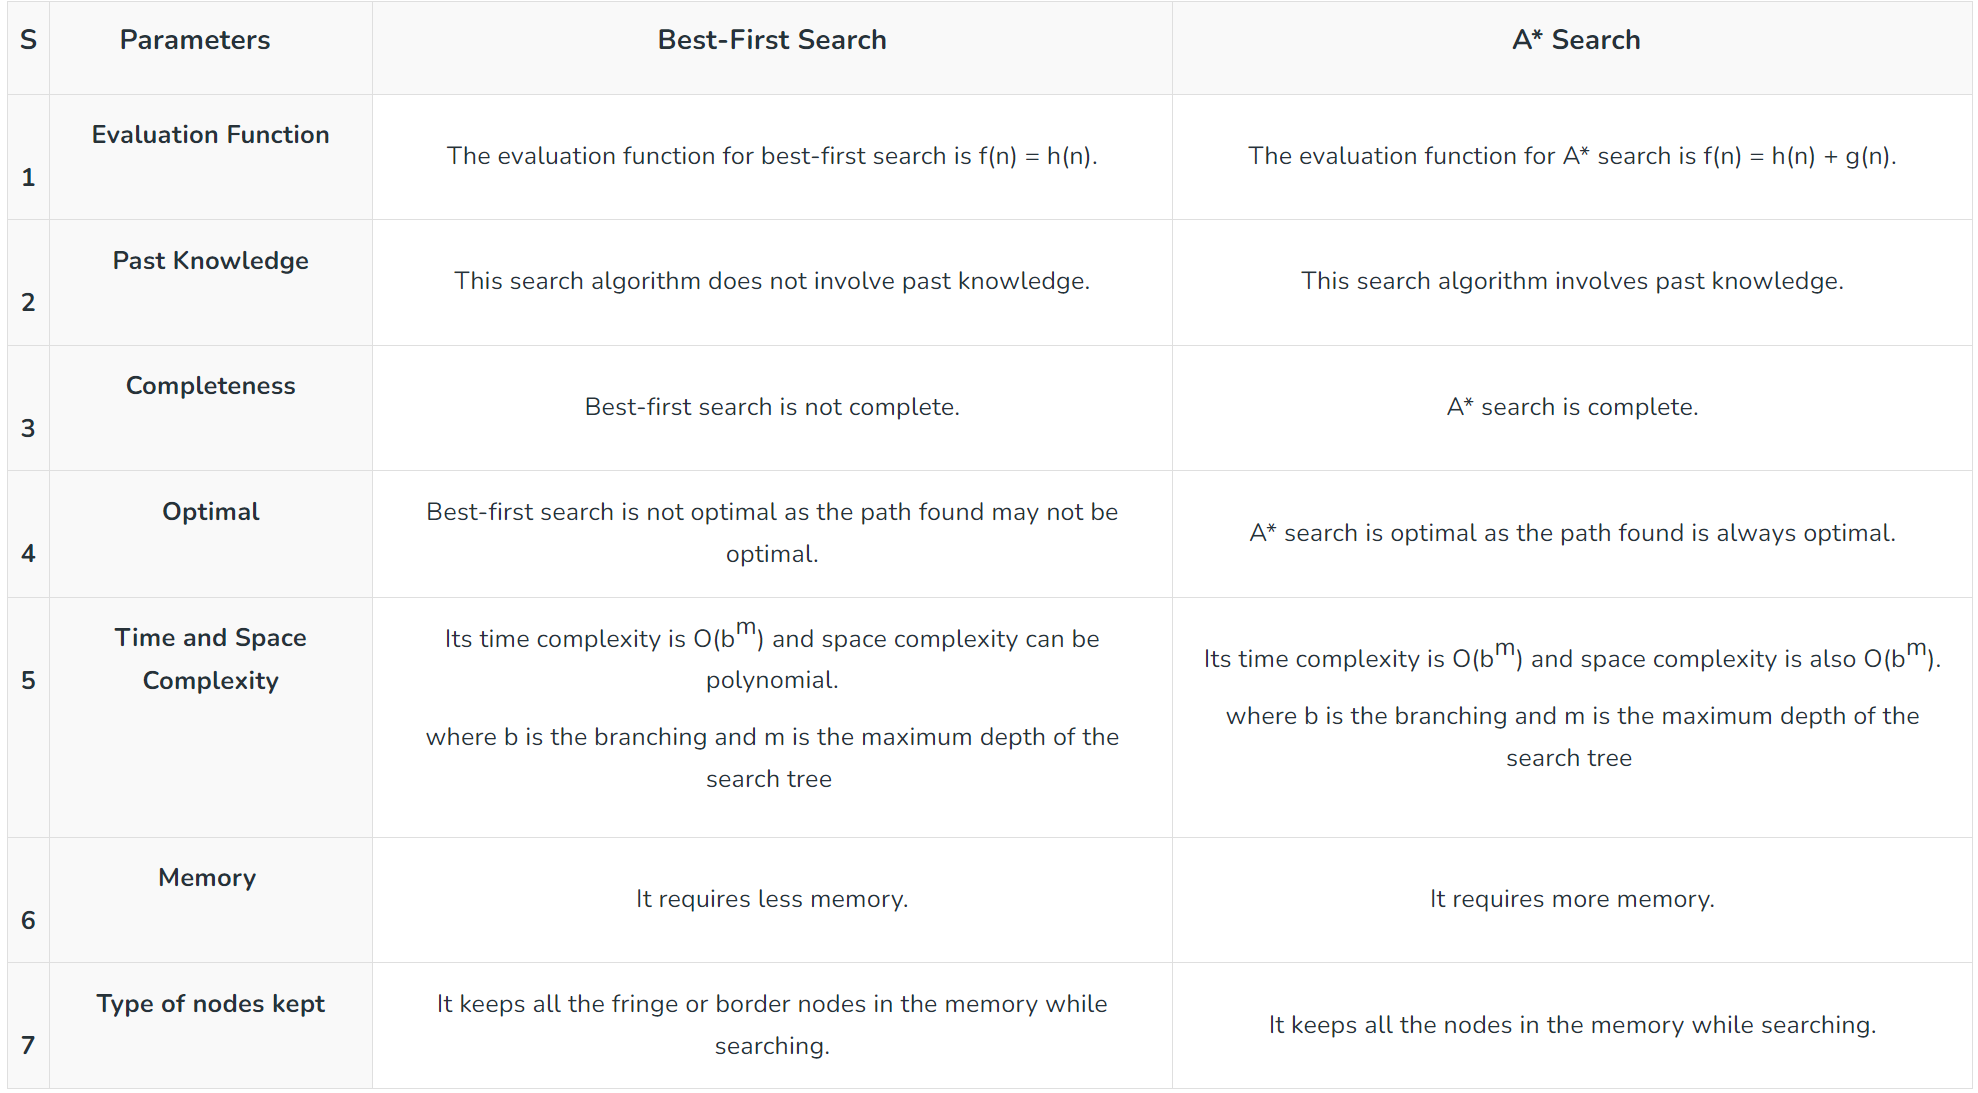 S Parameters Best-First Search A* Search
1 Evaluation Function The evaluation function for best-first search is f(n) = h(n). The evaluation function for A* search is f(n) = h(n) + g(n).
2 Past Knowledge This search algorithm does not involve past knowledge. This search algorithm involves past knowledge.
3 Completeness Best-first search is not complete. A* search is complete.
4 Optimal
Best-first search is not optimal as the path found may not be
optimal.
A* search is optimal as the path found is always optimal.
5
Time and Space
Complexity
Its time complexity is O(b^m) and space complexity can be
polynomial.
where b is the branching and m is the maximum depth of the
search tree
Its time complexity is O(b^m) and space complexity is also O(b^m).
where b is the branching and m is the maximum depth of the
search tree
6 Memory It requires less memory. It requires more memory.
7 Type of nodes kept
It keeps all the fringe or border nodes in the memory while
searching.
It keeps all the nodes in the memory while searching.